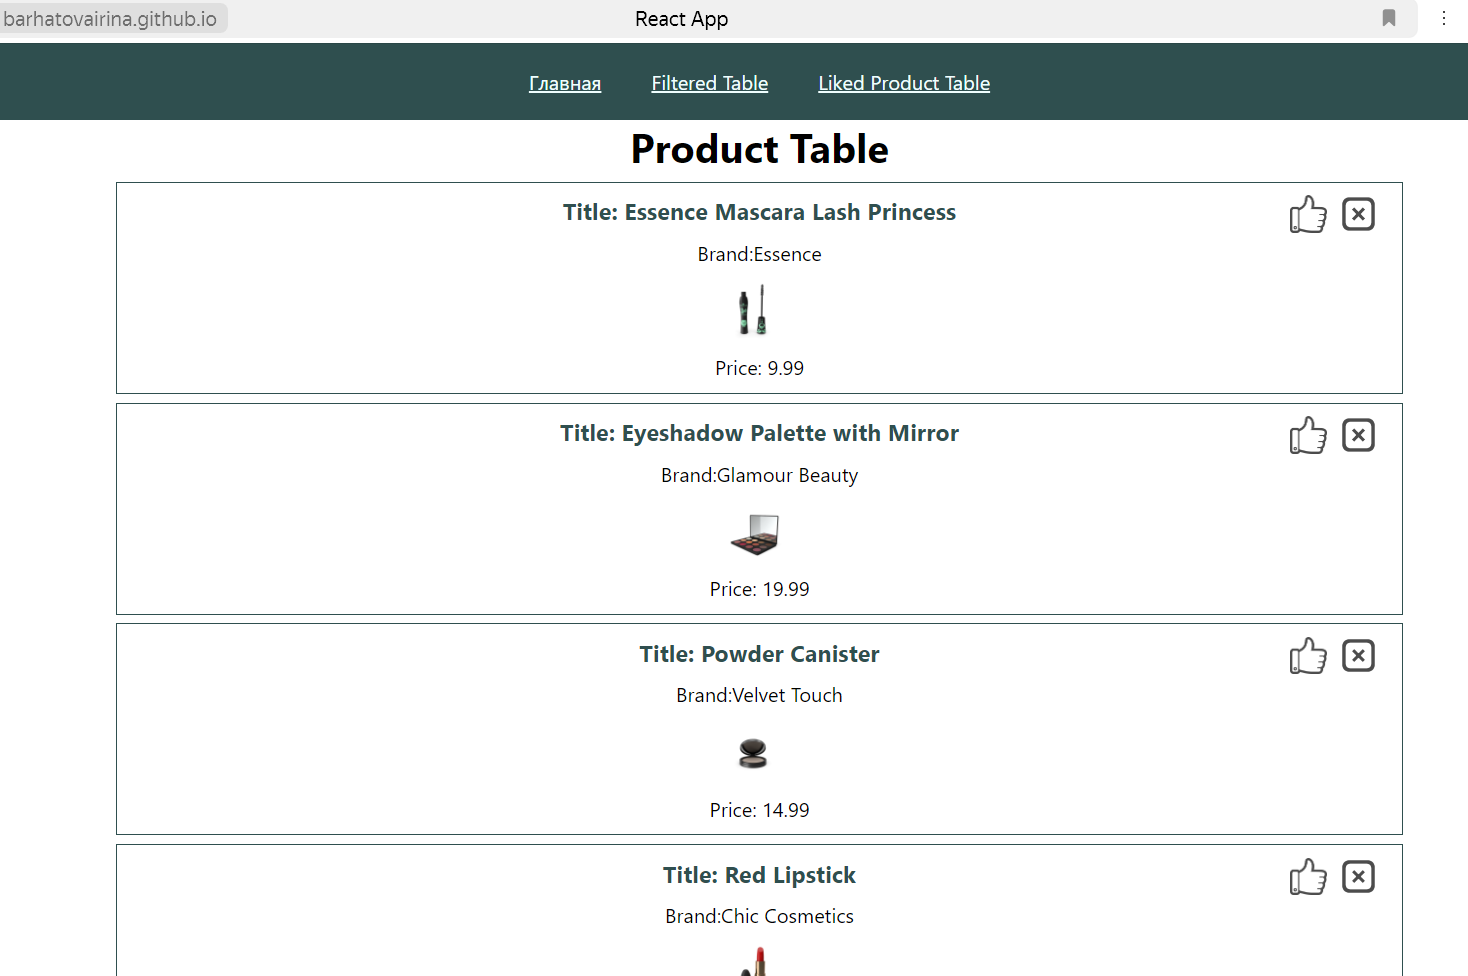 barhatovairina.github.io React App
Главная Filtered Table Liked Product Table
Product Table
Title: Essence Mascara Lash Princess
Brand:Essence
Price: 9.99
Title: Eyeshadow Palette with Mirror
Brand:Glamour Beauty
Price: 19.99
Title: Powder Canister
Brand:Velvet Touch
Price: 14.99
Title: Red Lipstick
Brand:Chic Cosmetics